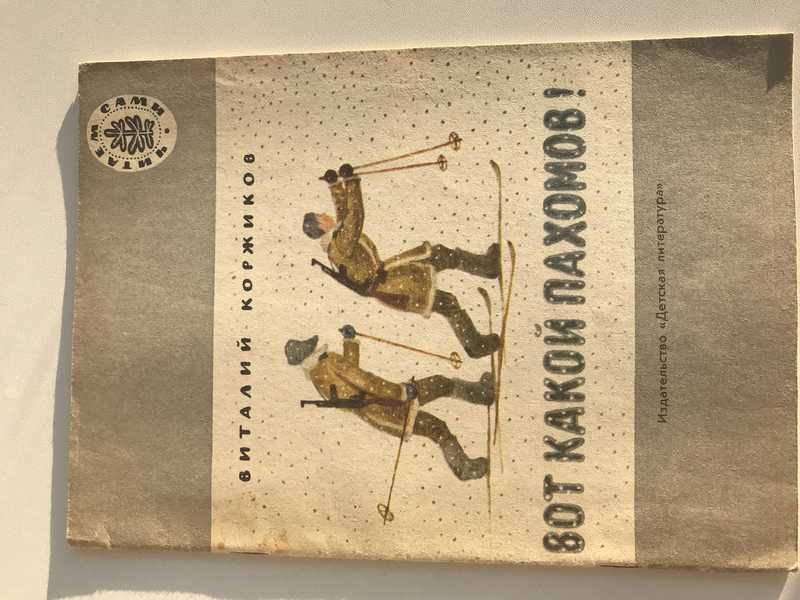 ЧИТАЕМ САМИ •
ВИТАЛИЙ КОРЖИКОВ
ВОТ КАКОЙ ПАХОМОВ!
Издательство «Детская литература»